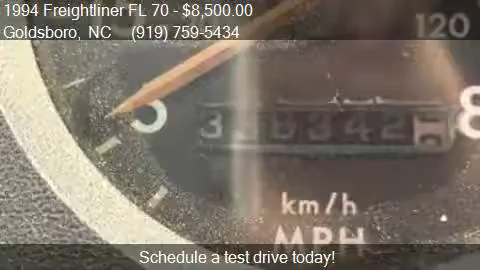 1994 Freightliner FL 70 - $8,500.00
Goldsboro, NC (919) 759-5434
120
km/h
MPH
Schedule a test drive today!